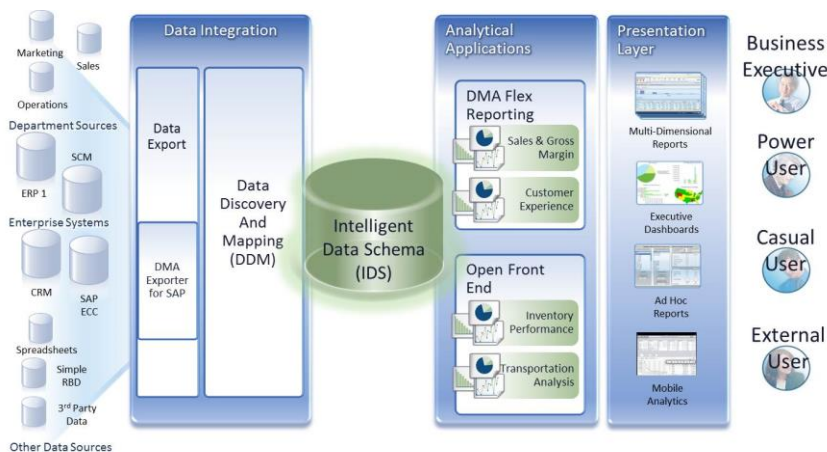 Marketing
Sales
Operations
Department Sources
SCM
ERP 1
Enterprise Systems
CRM
SAP
ECC
Spreadsheets
Simple
RBD
3rd Party
Data
Other Data Sources
Data Integration
Data
Export
DMA
Exporter
for SAP
Data
Discovery
And
Mapping
(DDM)
Intelligent
Data Schema
(IDS)
Analytical
Applications
DMA Flex
Reporting
Sales & Gross
Margin
Customer
Experience
Open Front
End
Inventory
Performance
Transportation
Analysis
Presentation
Layer
Multi-Dimensional
Reports
Executive
Dashboards
Ad Hoc
Reports
Mobile
Analytics
Business
Executive
Power
User
Casual
User
External
User